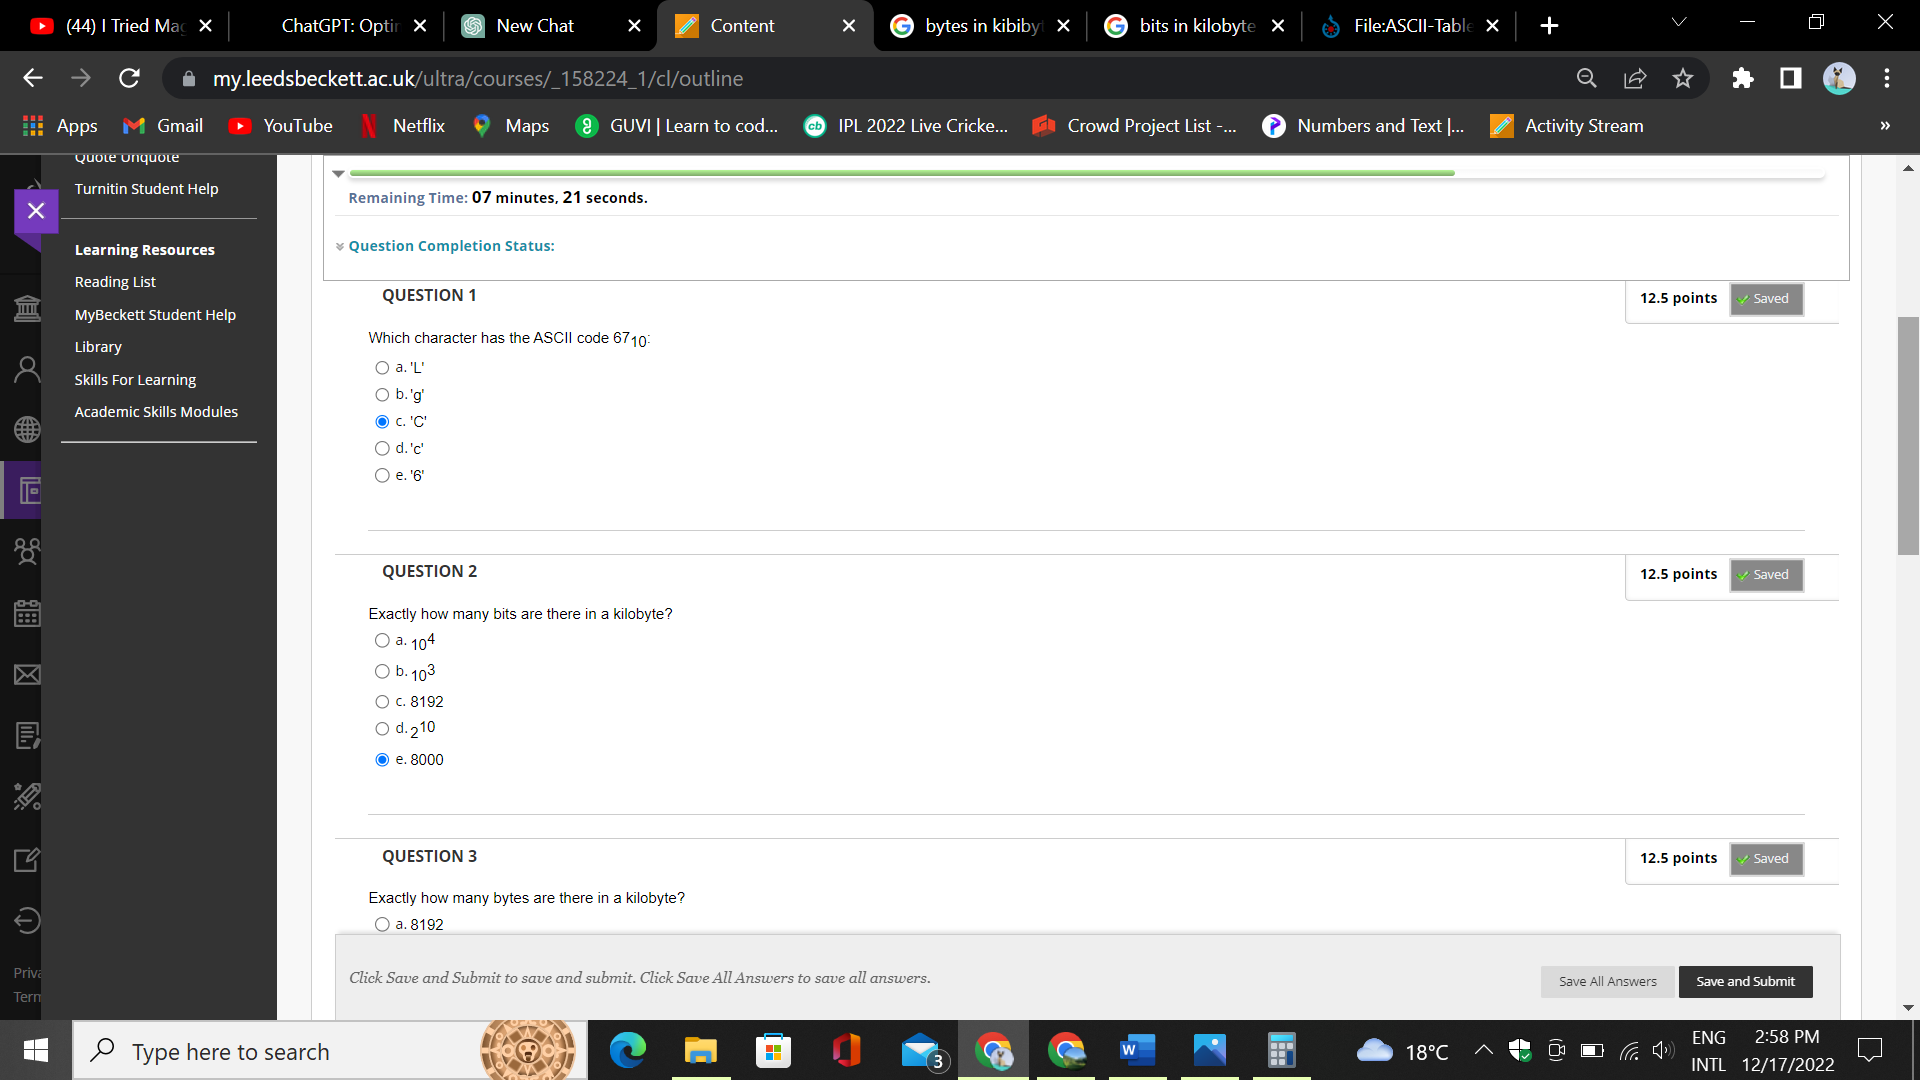 (44) I Tried Mag
ChatGPT: Optir
New Chat
Content
bytes in kibiby
bits in kilobyte
File:ASCII-Table
my.leedsbeckett.ac.uk/ultra/courses/_158224_1/cl/outline
Apps
Gmail
YouTube
Netflix
Maps
GUVI | Learn to cod...
IPL 2022 Live Cricke...
Crowd Project List -...
Numbers and Text |...
Activity Stream
»
Quote Unquote
Turnitin Student Help
Learning Resources
Reading List
MyBeckett Student Help
Library
Skills For Learning
Academic Skills Modules
Priva
Term
Remaining Time: 07 minutes, 21 seconds.
Question Completion Status:
QUESTION 1
12.5 points
Saved
Which character has the ASCII code 67₁₀:
a. 'L'
b. 'g'
c. 'C'
d. 'c'
e. '6'
QUESTION 2
12.5 points
Saved
Exactly how many bits are there in a kilobyte?
a. 10⁴
b. 10³
c. 8192
d. 2¹⁰
e. 8000
QUESTION 3
12.5 points
Saved
Exactly how many bytes are there in a kilobyte?
a. 8192
Click Save and Submit to save and submit. Click Save All Answers to save all answers.
Save All Answers
Save and Submit
Type here to search
3
18°C
ENG
INTL
2:58 PM
12/17/2022